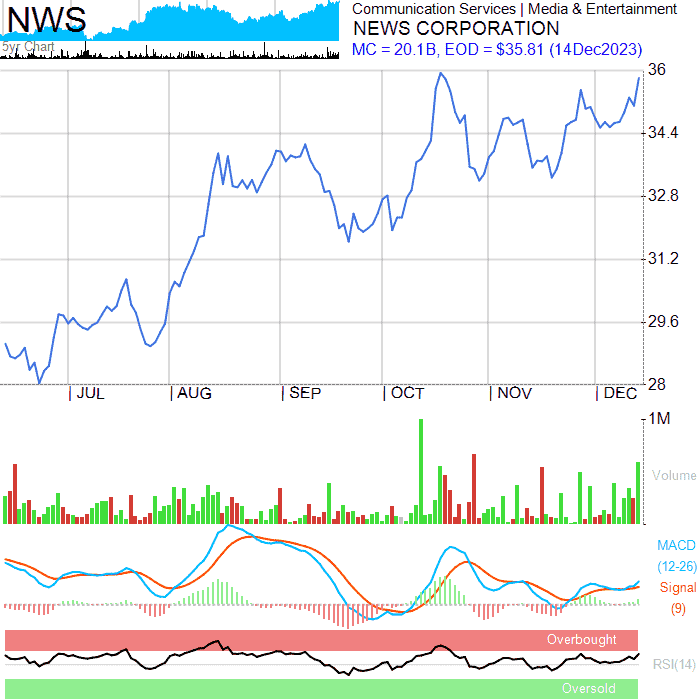 NWS
5yr Chart
Communication Services | Media & Entertainment
NEWS CORPORATION
MC = 20.1B, EOD = $35.81 (14Dec2023)
36
34.4
32.8
31.2
29.6
28
| JUL | AUG | SEP | OCT | NOV | DEC
1M
Volume
MACD
(12-26)
Signal
(9)
Overbought
RSI(14)
Oversold